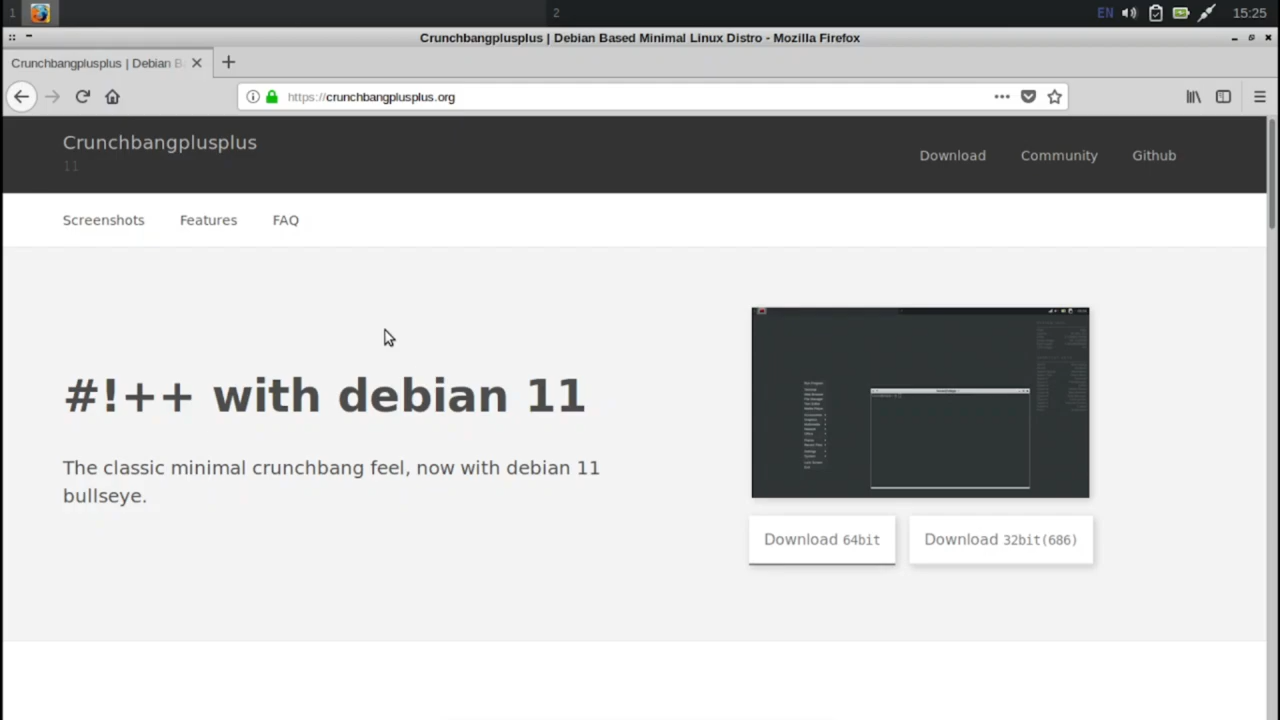 1
2
EN
15:25
Crunchbangplusplus | Debian Based Minimal Linux Distro - Mozilla Firefox
Crunchbangplusplus | Debian B
https://crunchbangplusplus.org
Crunchbangplusplus
11
Download Community Github
Screenshots Features FAQ
#!++ with debian 11
The classic minimal crunchbang feel, now with debian 11
bullseye.
Download 64bit
Download 32bit(686)